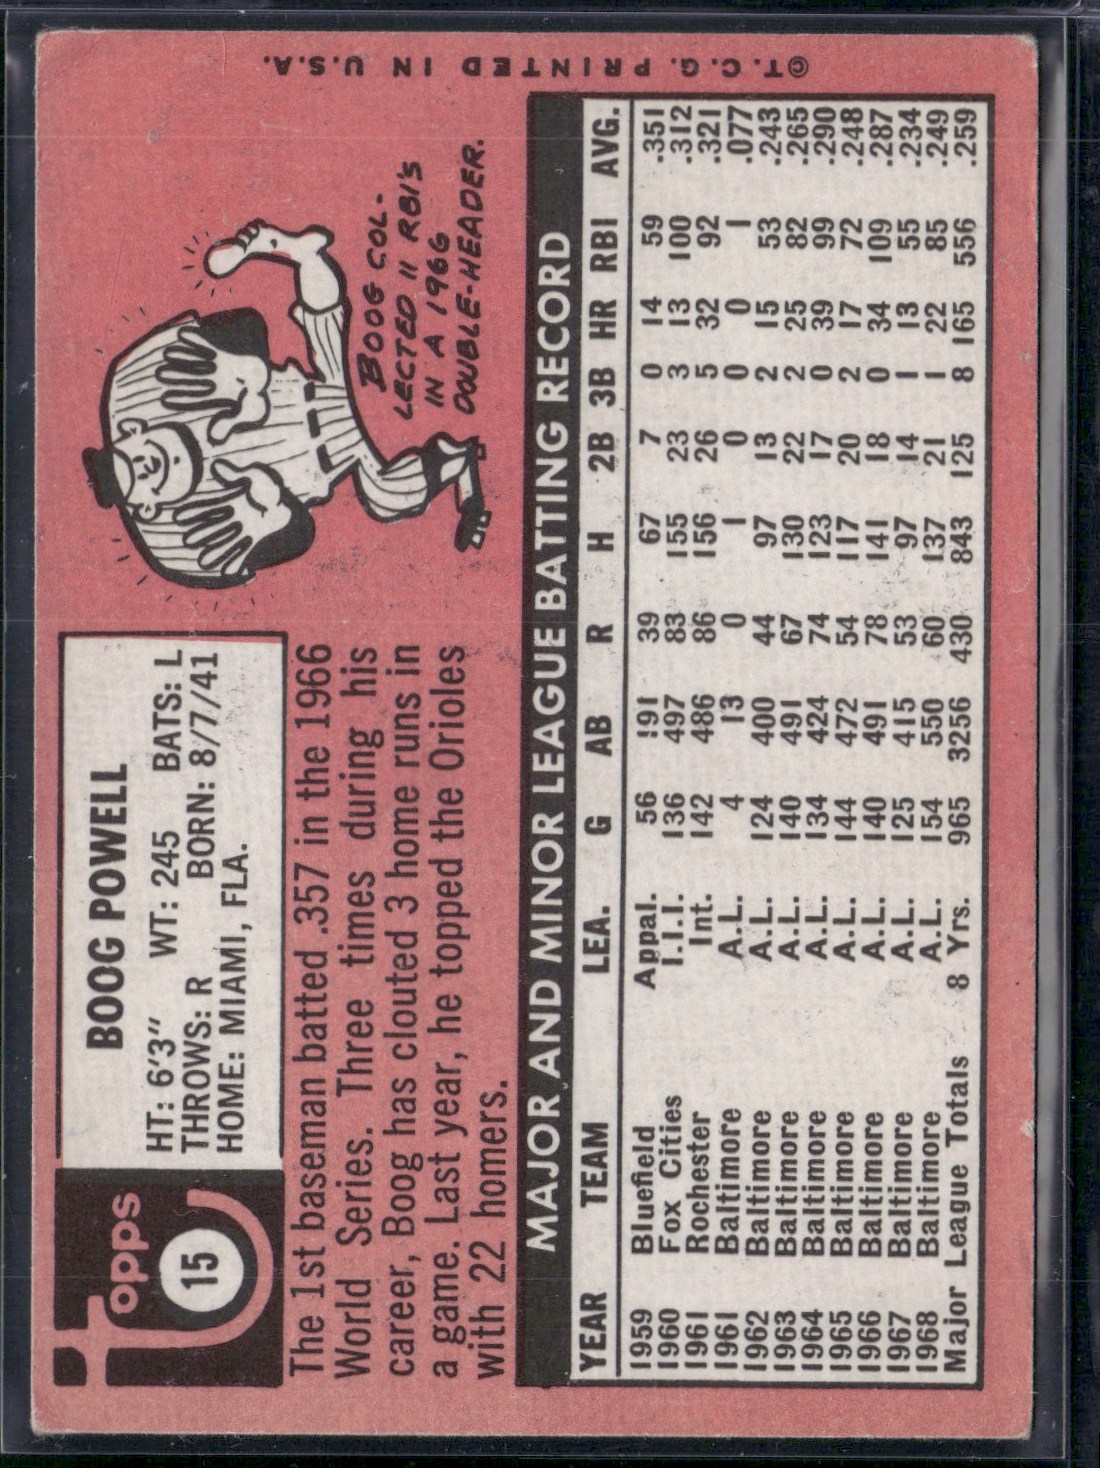 Topps
15
BOOG POWELL
HT: 6'3" WT: 245 BATS: L
THROWS: R BORN: 8/7/41
HOME: MIAMI, FLA.
The 1st baseman batted .357 in the 1966
World Series. Three times during his
career, Boog has clouted 3 home runs in
a game. Last year, he topped the Orioles
with 22 homers.
BOOG COL-
LECTED 11 RBI'S
IN A 1966
DOUBLE-HEADER.
MAJOR AND MINOR LEAGUE BATTING RECORD
YEAR TEAM LEA. G AB R H 2B 3B HR RBI AVG.
1959 Bluefield Appal. 56 191 39 67 7 0 14 59 .351
1960 Fox Cities I.I.I. 136 497 83 155 23 3 13 100 .312
1961 Rochester Int. 142 486 86 156 26 5 32 92 .321
1961 Baltimore A.L. 4 13 0 1 0 0 0 1 .077
1962 Baltimore A.L. 124 400 44 97 13 2 15 53 .243
1963 Baltimore A.L. 140 491 67 130 22 2 25 82 .265
1964 Baltimore A.L. 134 424 74 123 17 0 39 99 .290
1965 Baltimore A.L. 144 472 54 117 20 2 17 72 .248
1966 Baltimore A.L. 140 491 78 141 18 0 34 109 .287
1967 Baltimore A.L. 125 415 53 97 14 1 13 55 .234
1968 Baltimore A.L. 154 550 60 137 21 1 22 85 .249
Major League Totals 8 Yrs. 965 3256 430 843 125 8 165 556 .259
©T.C.G. PRINTED IN U.S.A.